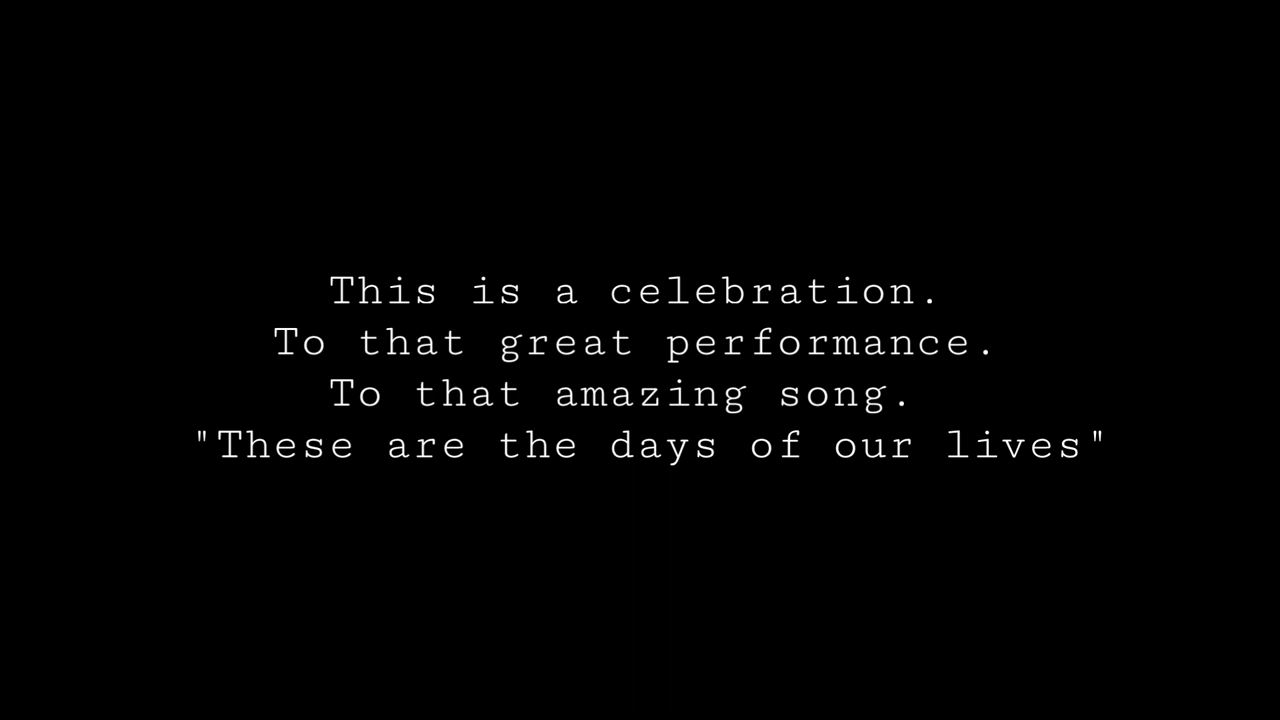 This is a celebration.
To that great performance.
To that amazing song.
"These are the days of our lives"